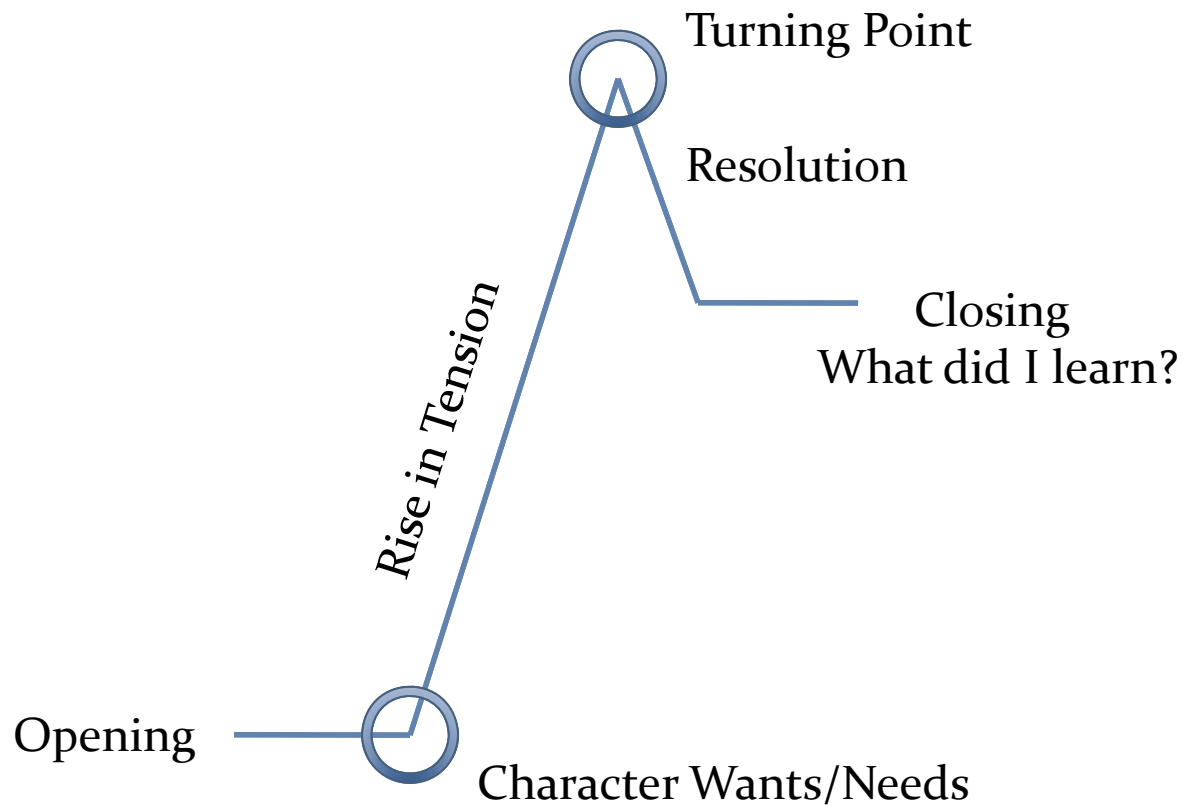 Turning Point
Resolution
Rise in Tension
Closing
What did I learn?
Opening
Character Wants/Needs